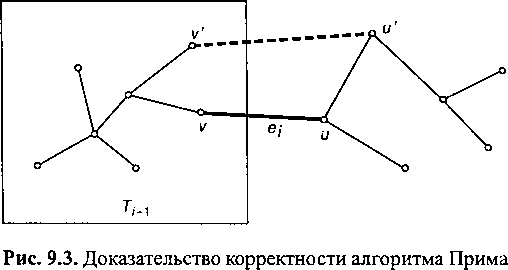 v' u'
v e_i u
T_{i-1}
Рис. 9.3. Доказательство корректности алгоритма Прима